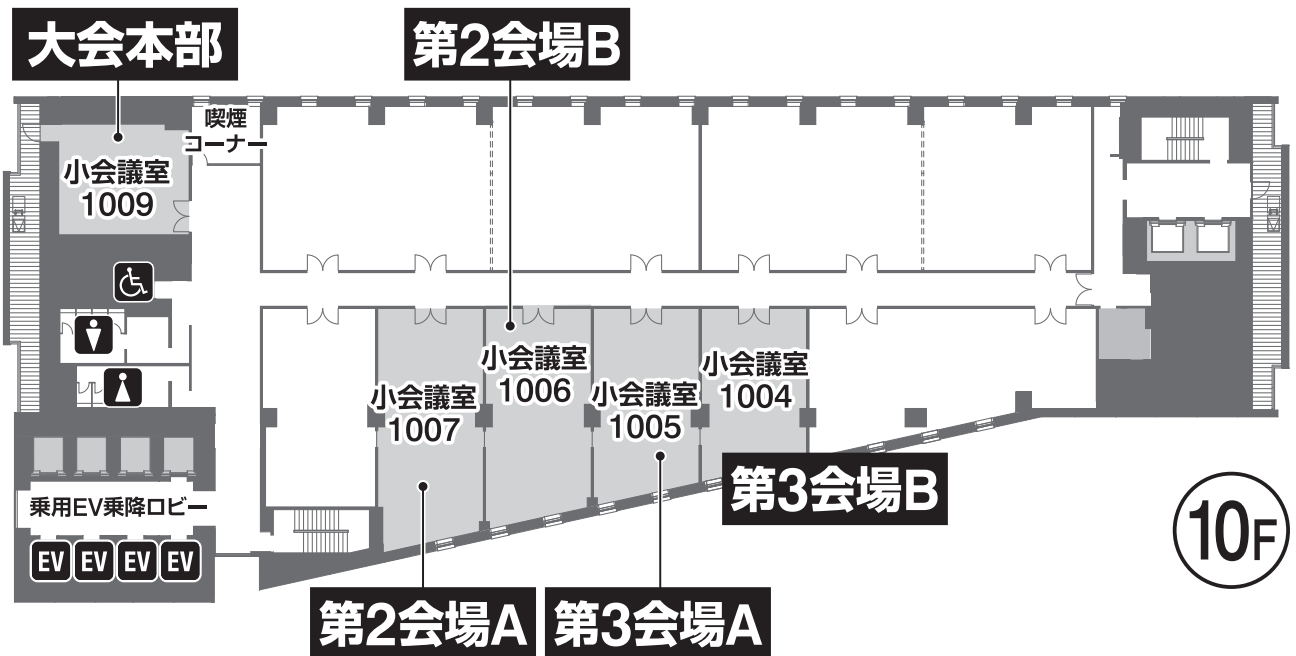 大会本部
第2会場B
喫煙
コーナー
小会議室
1009
小会議室
1007
小会議室
1006
小会議室
1005
小会議室
1004
第3会場B
乗用EV乗降ロビー
EV EV EV EV
10F
第2会場A
第3会場A